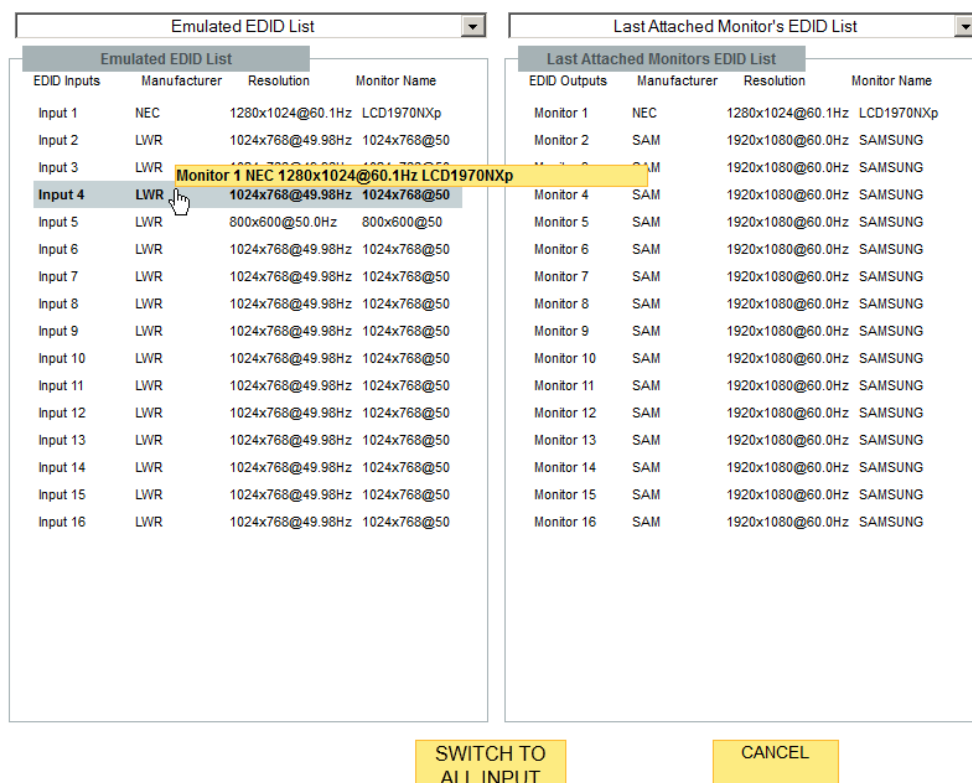 Emulated EDID List
Last Attached Monitor's EDID List
Emulated EDID List
EDID Inputs Manufacturer Resolution Monitor Name
Input 1 NEC 1280x1024@60.1Hz LCD1970NXp
Input 2 LWR 1024x768@49.98Hz 1024x768@50
Input 3 LWR
Monitor 1 NEC 1280x1024@60.1Hz LCD1970NXp
Input 4 LWR 1024x768@49.98Hz 1024x768@50
Input 5 LWR 800x600@50.0Hz 800x600@50
Input 6 LWR 1024x768@49.98Hz 1024x768@50
Input 7 LWR 1024x768@49.98Hz 1024x768@50
Input 8 LWR 1024x768@49.98Hz 1024x768@50
Input 9 LWR 1024x768@49.98Hz 1024x768@50
Input 10 LWR 1024x768@49.98Hz 1024x768@50
Input 11 LWR 1024x768@49.98Hz 1024x768@50
Input 12 LWR 1024x768@49.98Hz 1024x768@50
Input 13 LWR 1024x768@49.98Hz 1024x768@50
Input 14 LWR 1024x768@49.98Hz 1024x768@50
Input 15 LWR 1024x768@49.98Hz 1024x768@50
Input 16 LWR 1024x768@49.98Hz 1024x768@50
Last Attached Monitors EDID List
EDID Outputs Manufacturer Resolution Monitor Name
Monitor 1 NEC 1280x1024@60.1Hz LCD1970NXp
Monitor 2 SAM 1920x1080@60.0Hz SAMSUNG
1920x1080@60.0Hz SAMSUNG
Monitor 4 SAM 1920x1080@60.0Hz SAMSUNG
Monitor 5 SAM 1920x1080@60.0Hz SAMSUNG
Monitor 6 SAM 1920x1080@60.0Hz SAMSUNG
Monitor 7 SAM 1920x1080@60.0Hz SAMSUNG
Monitor 8 SAM 1920x1080@60.0Hz SAMSUNG
Monitor 9 SAM 1920x1080@60.0Hz SAMSUNG
Monitor 10 SAM 1920x1080@60.0Hz SAMSUNG
Monitor 11 SAM 1920x1080@60.0Hz SAMSUNG
Monitor 12 SAM 1920x1080@60.0Hz SAMSUNG
Monitor 13 SAM 1920x1080@60.0Hz SAMSUNG
Monitor 14 SAM 1920x1080@60.0Hz SAMSUNG
Monitor 15 SAM 1920x1080@60.0Hz SAMSUNG
Monitor 16 SAM 1920x1080@60.0Hz SAMSUNG
SWITCH TO
ALL INPUT
CANCEL